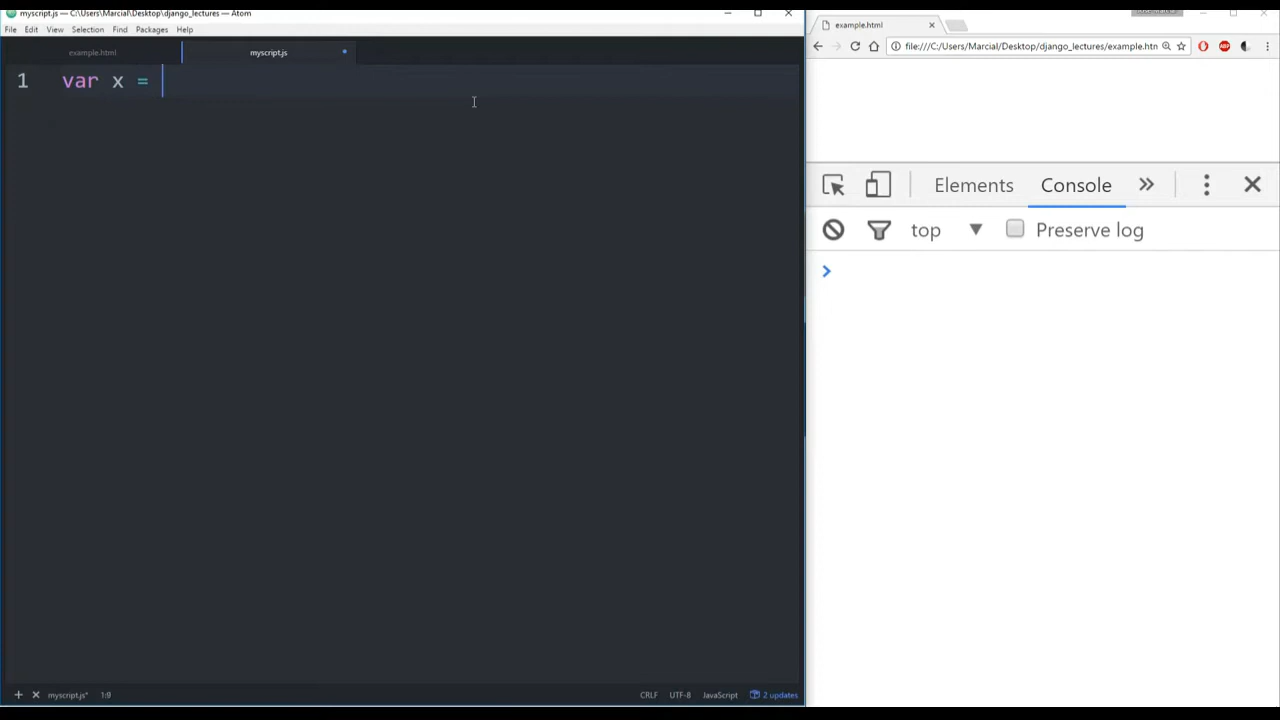 myscript.js — C:\Users\Marcial\Desktop\django_lectures — Atom
File Edit View Selection Find Packages Help
example.html myscript.js
1 var x =
myscript.js* 1:9 CRLF UTF-8 JavaScript 2 updates
example.html
file:///C:/Users/Marcial/Desktop/django_lectures/example.htn
ABP
Elements Console
top Preserve log